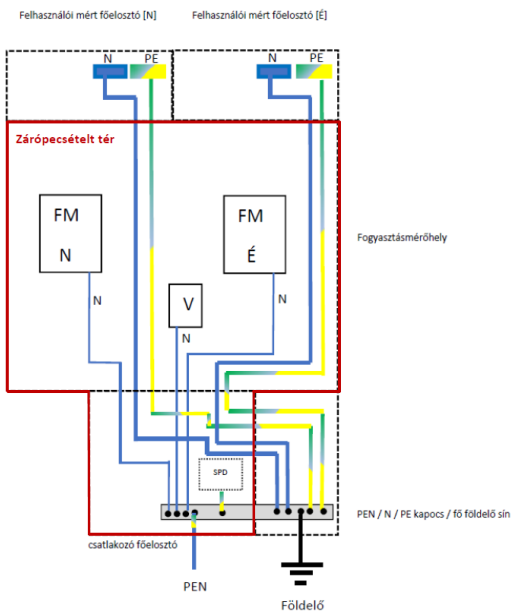 Felhasználói mért főelosztó [N]
Felhasználói mért főelosztó [É]
N
PE
N
PE
Zárópecsételt tér
FM
N
FM
É
Fogyasztásmérőhely
N
N
V
N
SPD
PEN / N / PE kapocs / fő földelő sín
csatlakozó főelosztó
PEN
Földelő